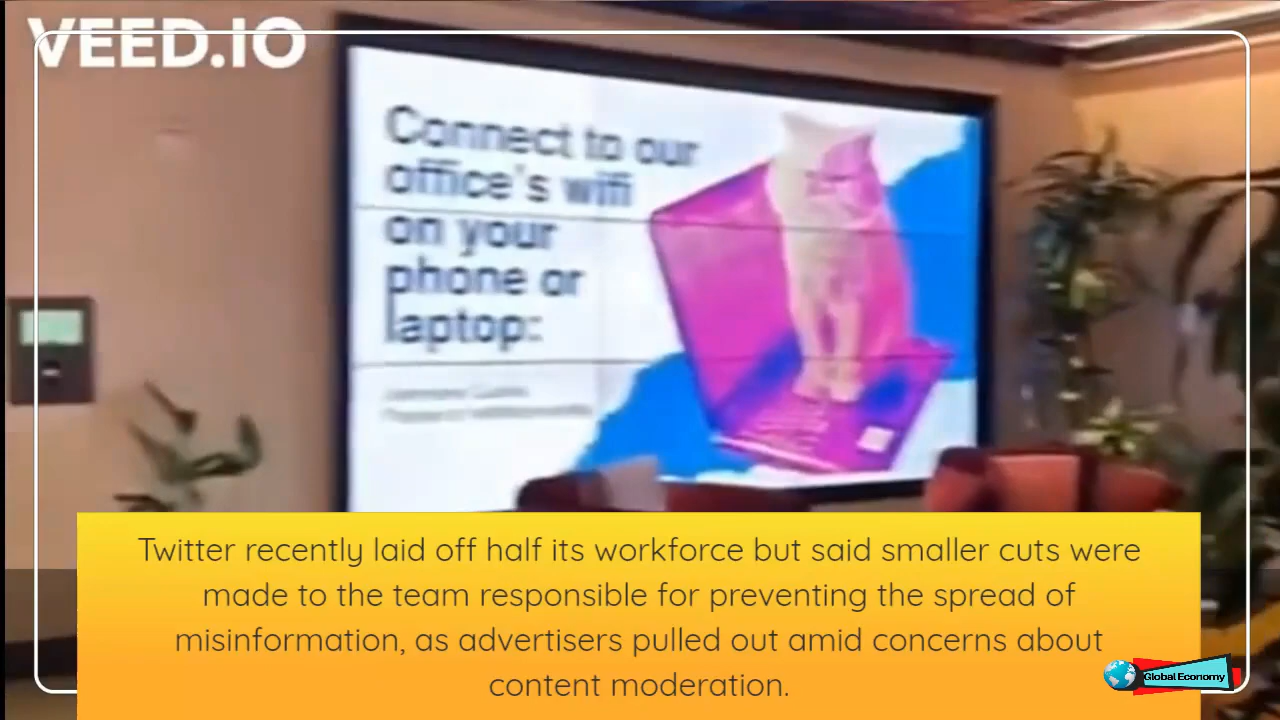 VEED.IO
Connect to our
office's wifi
on your
phone or
laptop:
Twitter recently laid off half its workforce but said smaller cuts were
made to the team responsible for preventing the spread of
misinformation, as advertisers pulled out amid concerns about
content moderation.
Global Economy